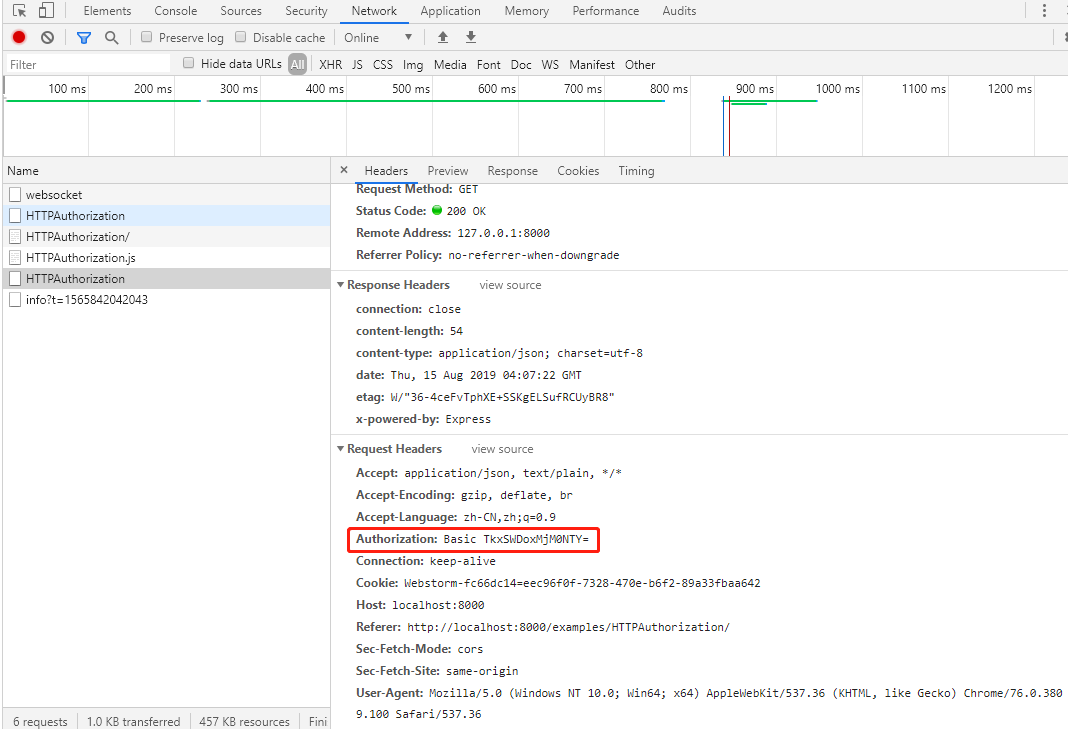 Elements Console Sources Security Network Application Memory Performance Audits
Preserve log Disable cache Online
Filter Hide data URLs All XHR JS CSS Img Media Font Doc WS Manifest Other
100 ms 200 ms 300 ms 400 ms 500 ms 600 ms 700 ms 800 ms 900 ms 1000 ms 1100 ms 1200 ms
Name
websocket
HTTPAuthorization
HTTPAuthorization/
HTTPAuthorization.js
HTTPAuthorization
info?t=1565842042043
× Headers Preview Response Cookies Timing
Request Method: GET
Status Code: 200 OK
Remote Address: 127.0.0.1:8000
Referrer Policy: no-referrer-when-downgrade
Response Headers view source
connection: close
content-length: 54
content-type: application/json; charset=utf-8
date: Thu, 15 Aug 2019 04:07:22 GMT
etag: W/"36-4ceFvTphXE+SSKgELSufRCUyBR8"
x-powered-by: Express
Request Headers view source
Accept: application/json, text/plain, */*
Accept-Encoding: gzip, deflate, br
Accept-Language: zh-CN,zh;q=0.9
Authorization: Basic TkxSWDoxMjM0NTY=
Connection: keep-alive
Cookie: Webstorm-fc66dc14=eec96f0f-7328-470e-b6f2-89a33fbaa642
Host: localhost:8000
Referer: http://localhost:8000/examples/HTTPAuthorization/
Sec-Fetch-Mode: cors
Sec-Fetch-Site: same-origin
User-Agent: Mozilla/5.0 (Windows NT 10.0; Win64; x64) AppleWebKit/537.36 (KHTML, like Gecko) Chrome/76.0.380
9.100 Safari/537.36
6 requests 1.0 KB transferred 457 KB resources Fini